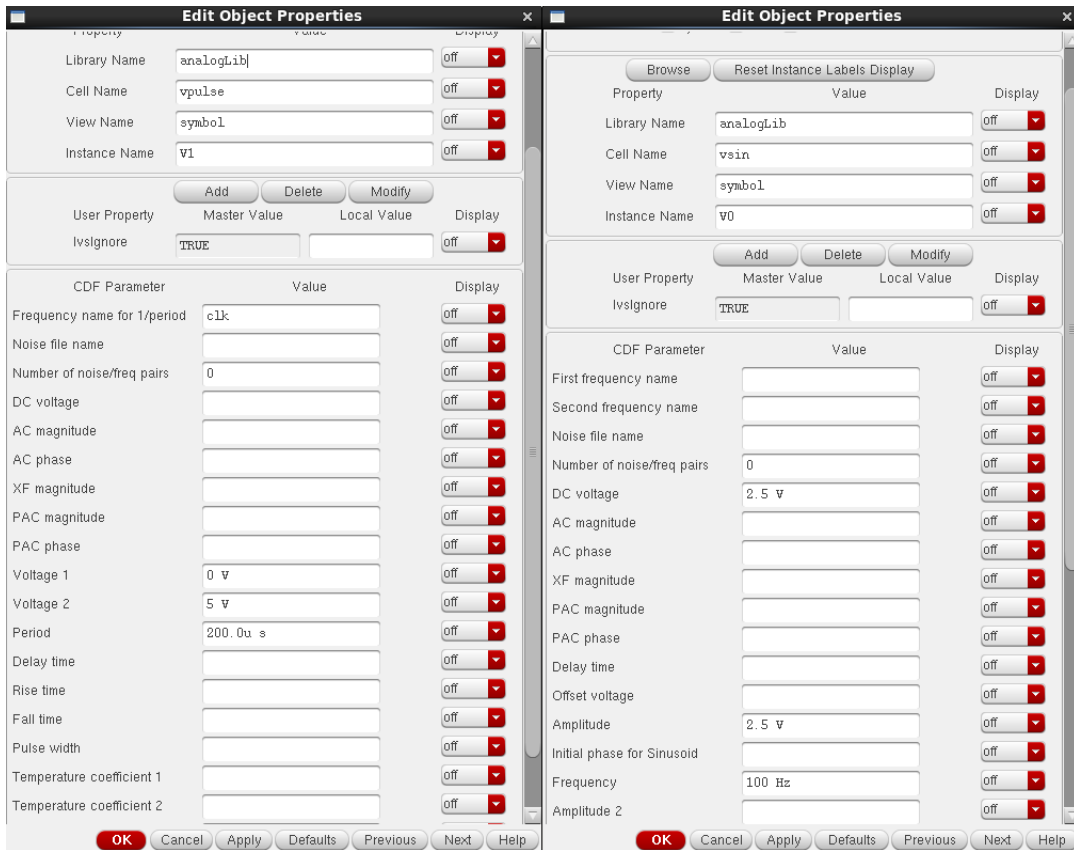 Edit Object Properties
Property Value Display
Library Name analogLib off
Cell Name vpulse off
View Name symbol off
Instance Name V1 off
Add Delete Modify
User Property Master Value Local Value Display
lvsIgnore TRUE off
CDF Parameter Value Display
Frequency name for 1/period clk off
Noise file name off
Number of noise/freq pairs 0 off
DC voltage off
AC magnitude off
AC phase off
XF magnitude off
PAC magnitude off
PAC phase off
Voltage 1 0 V off
Voltage 2 5 V off
Period 200.0u s off
Delay time off
Rise time off
Fall time off
Pulse width off
Temperature coefficient 1 off
Temperature coefficient 2 off
OK Cancel Apply Defaults Previous Next Help
Edit Object Properties
Browse Reset Instance Labels Display
Property Value Display
Library Name analogLib off
Cell Name vsin off
View Name symbol off
Instance Name V0 off
Add Delete Modify
User Property Master Value Local Value Display
lvsIgnore TRUE off
CDF Parameter Value Display
First frequency name off
Second frequency name off
Noise file name off
Number of noise/freq pairs 0 off
DC voltage 2.5 V off
AC magnitude off
AC phase off
XF magnitude off
PAC magnitude off
PAC phase off
Delay time off
Offset voltage off
Amplitude 2.5 V off
Initial phase for Sinusoid off
Frequency 100 Hz off
Amplitude 2 off
OK Cancel Apply Defaults Previous Next Help